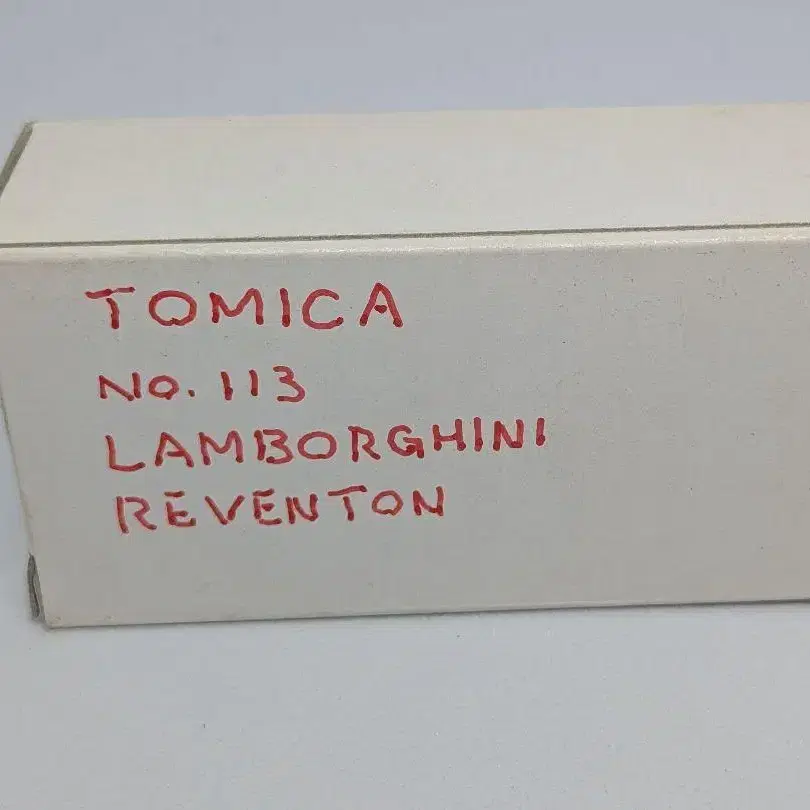 TOMICA
No. 113
LAMBORGHINI
REVENTON